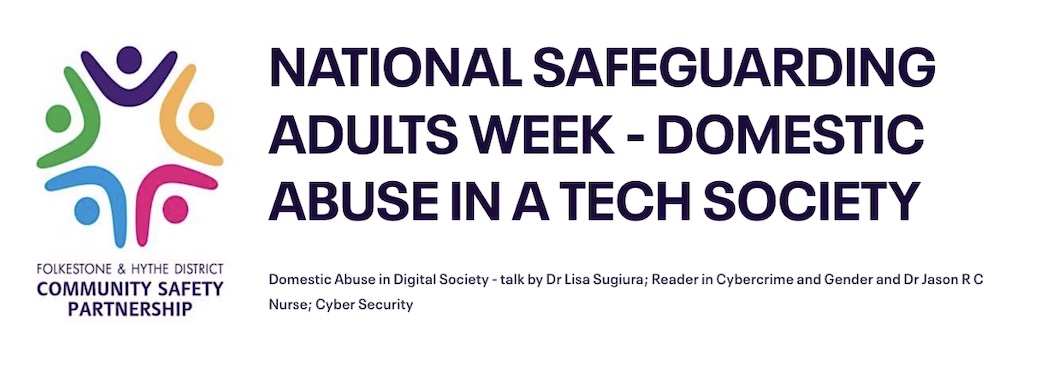 NATIONAL SAFEGUARDING
ADULTS WEEK - DOMESTIC
ABUSE IN A TECH SOCIETY
FOLKESTONE & HYTHE DISTRICT
COMMUNITY SAFETY
PARTNERSHIP
Domestic Abuse in Digital Society - talk by Dr Lisa Sugiura; Reader in Cybercrime and Gender and Dr Jason R C
Nurse; Cyber Security